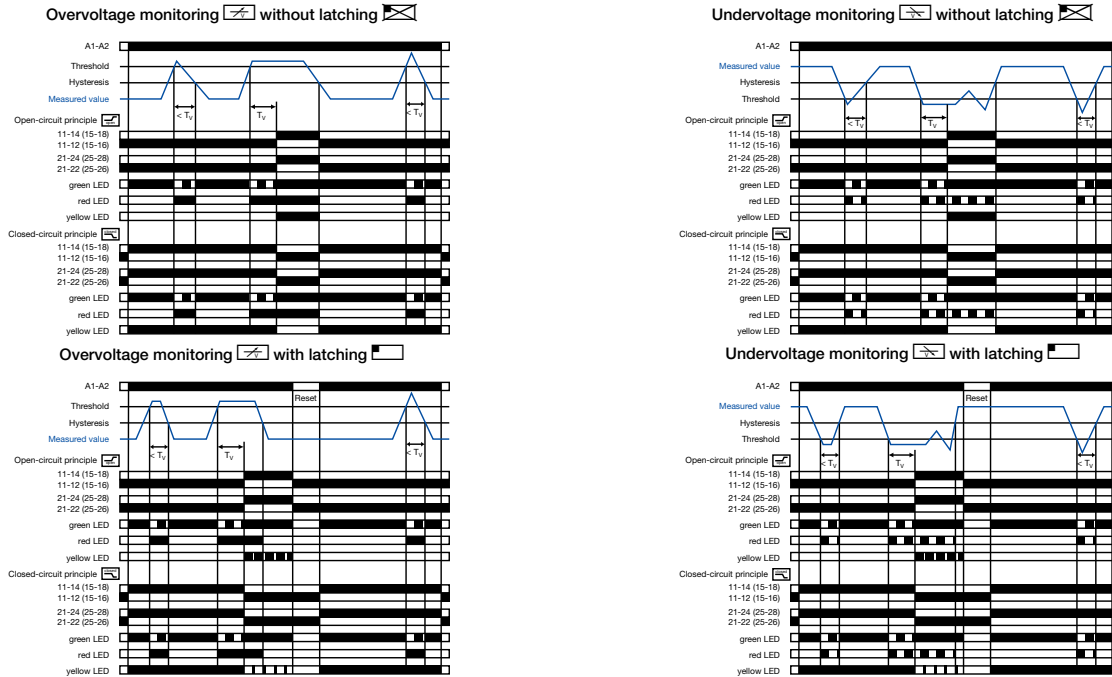 Overvoltage monitoring without latching
A1-A2
Threshold
Hysteresis
Measured value
< Tv
Tv
< Tv
Open-circuit principle
11-14 (15-18)
11-12 (15-16)
21-24 (25-28)
21-22 (25-26)
green LED
red LED
yellow LED
Closed-circuit principle
11-14 (15-18)
11-12 (15-16)
21-24 (25-28)
21-22 (25-26)
green LED
red LED
yellow LED
Undervoltage monitoring without latching
A1-A2
Measured value
Hysteresis
Threshold
< Tv
Tv
< Tv
Open-circuit principle
11-14 (15-18)
11-12 (15-16)
21-24 (25-28)
21-22 (25-26)
green LED
red LED
yellow LED
Closed-circuit principle
11-14 (15-18)
11-12 (15-16)
21-24 (25-28)
21-22 (25-26)
green LED
red LED
yellow LED
Overvoltage monitoring with latching
A1-A2
Reset
Threshold
Hysteresis
Measured value
< Tv
Tv
< Tv
Open-circuit principle
11-14 (15-18)
11-12 (15-16)
21-24 (25-28)
21-22 (25-26)
green LED
red LED
yellow LED
Closed-circuit principle
11-14 (15-18)
11-12 (15-16)
21-24 (25-28)
21-22 (25-26)
green LED
red LED
yellow LED
Undervoltage monitoring with latching
A1-A2
Reset
Measured value
Hysteresis
Threshold
< Tv
Tv
< Tv
Open-circuit principle
11-14 (15-18)
11-12 (15-16)
21-24 (25-28)
21-22 (25-26)
green LED
red LED
yellow LED
Closed-circuit principle
11-14 (15-18)
11-12 (15-16)
21-24 (25-28)
21-22 (25-26)
green LED
red LED
yellow LED